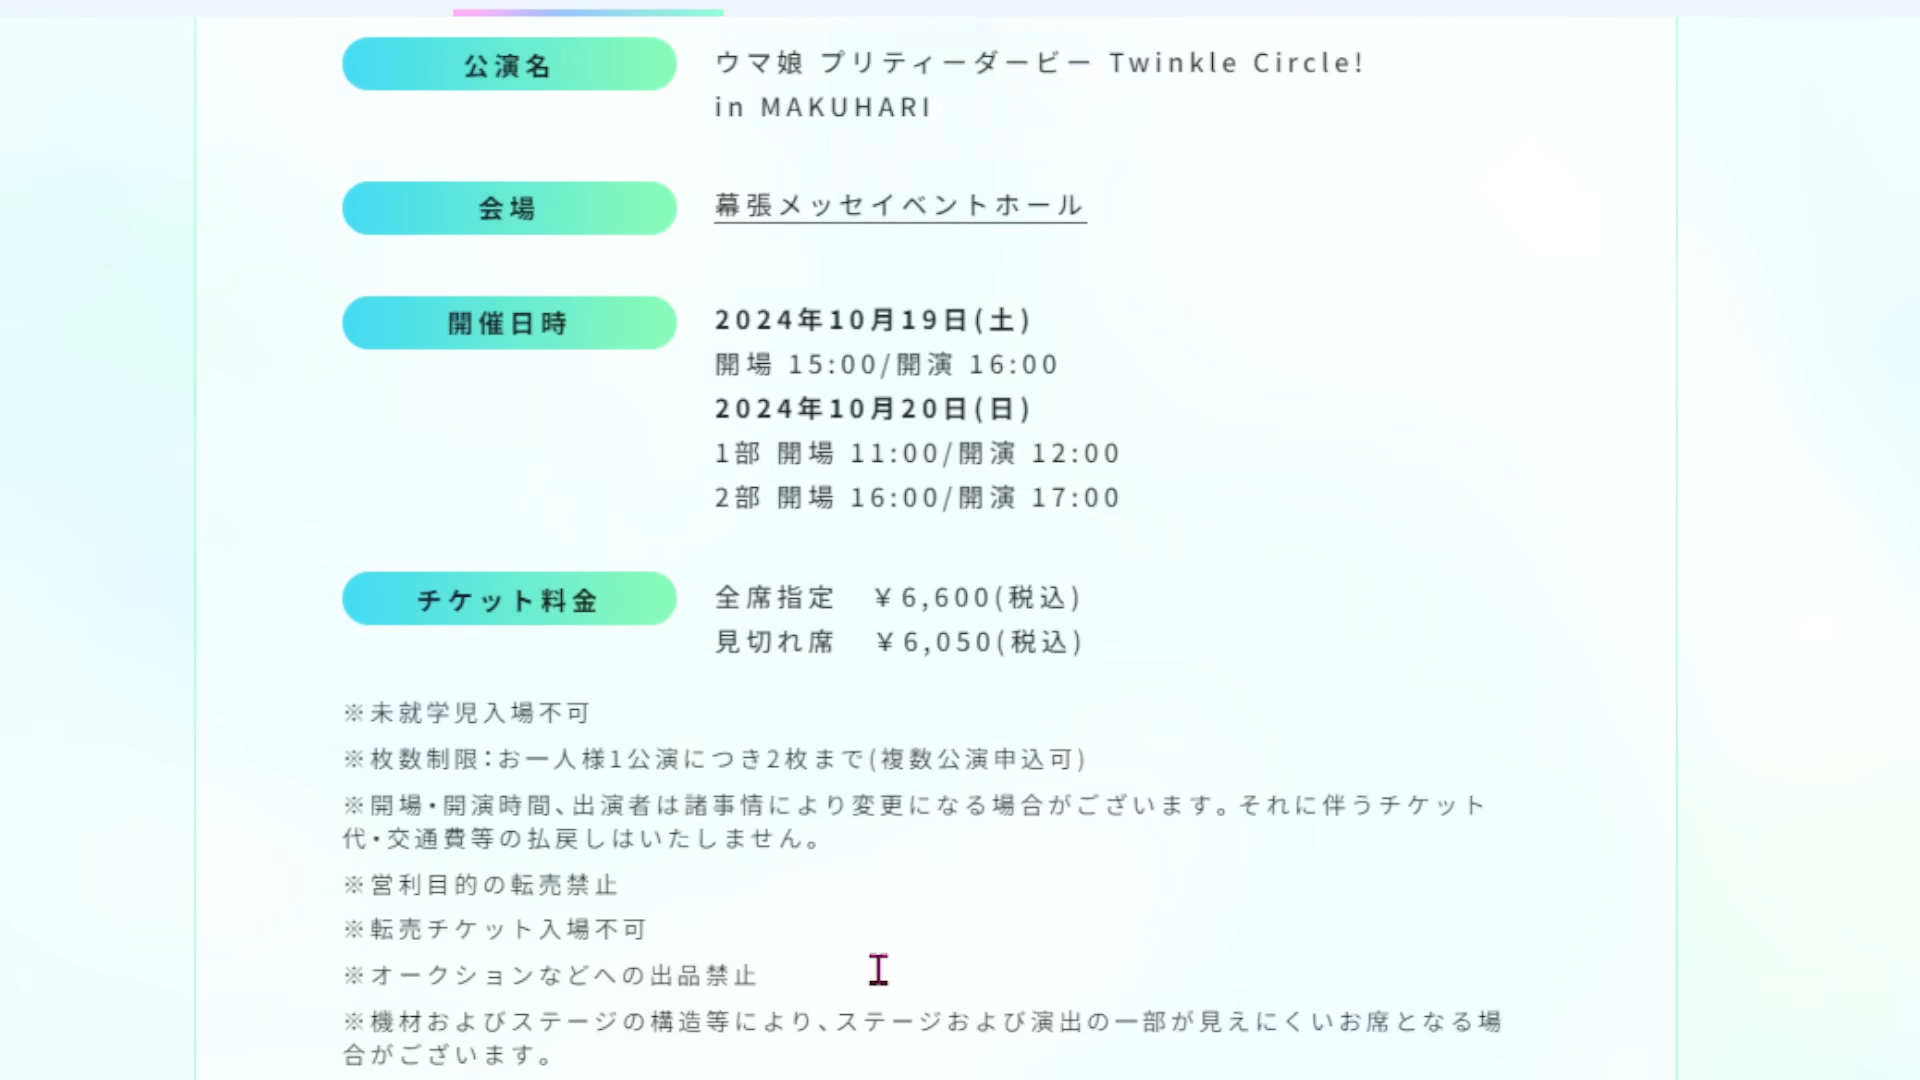 公演名
ウマ娘 プリティーダービー Twinkle Circle!
in MAKUHARI
会場
幕張メッセイベントホール
開催日時
2024年10月19日(土)
開場 15:00/開演 16:00
2024年10月20日(日)
1部 開場 11:00/開演 12:00
2部 開場 16:00/開演 17:00
チケット料金
全席指定　￥6,600(税込)
見切れ席　￥6,050(税込)
※未就学児入場不可
※枚数制限：お一人様1公演につき2枚まで(複数公演申込可)
※開場・開演時間、出演者は諸事情により変更になる場合がございます。それに伴うチケット
代・交通費等の払戻しはいたしません。
※営利目的の転売禁止
※転売チケット入場不可
※オークションなどへの出品禁止
※機材およびステージの構造等により、ステージおよび演出の一部が見えにくいお席となる場
合がございます。